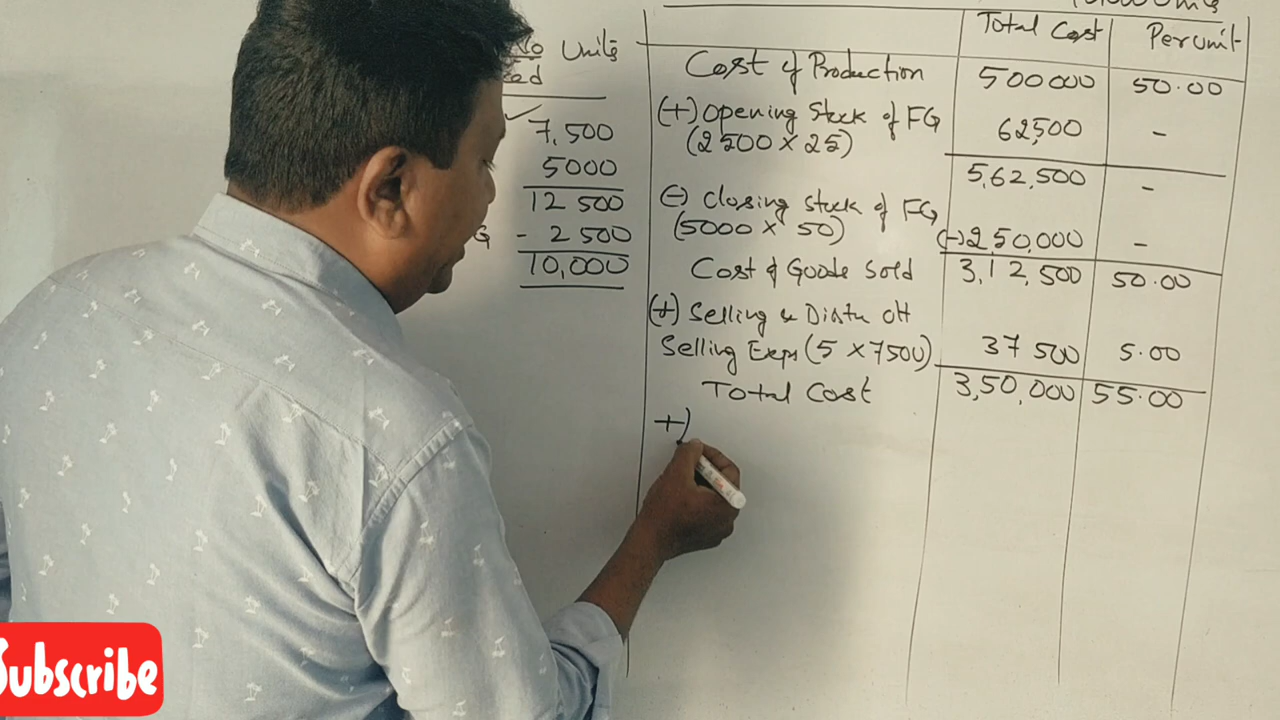 No Units
7,500
5000
12 500
- 2 500
10,000
Total Cost Per unit
Cost of Production 500000 50.00
(+) Opening Stock of FG 62,500 -
(2500 × 25)
5,62,500 -
(-) Closing Stock of FG
(5000 × 50) (-)250,000 -
Cost of Goods Sold 3,12,500 50.00
(+) Selling & Distn OH
Selling Exps (5 × 7500) 37 500 5.00
Total Cost 3,50,000 55.00
+)
Subscribe